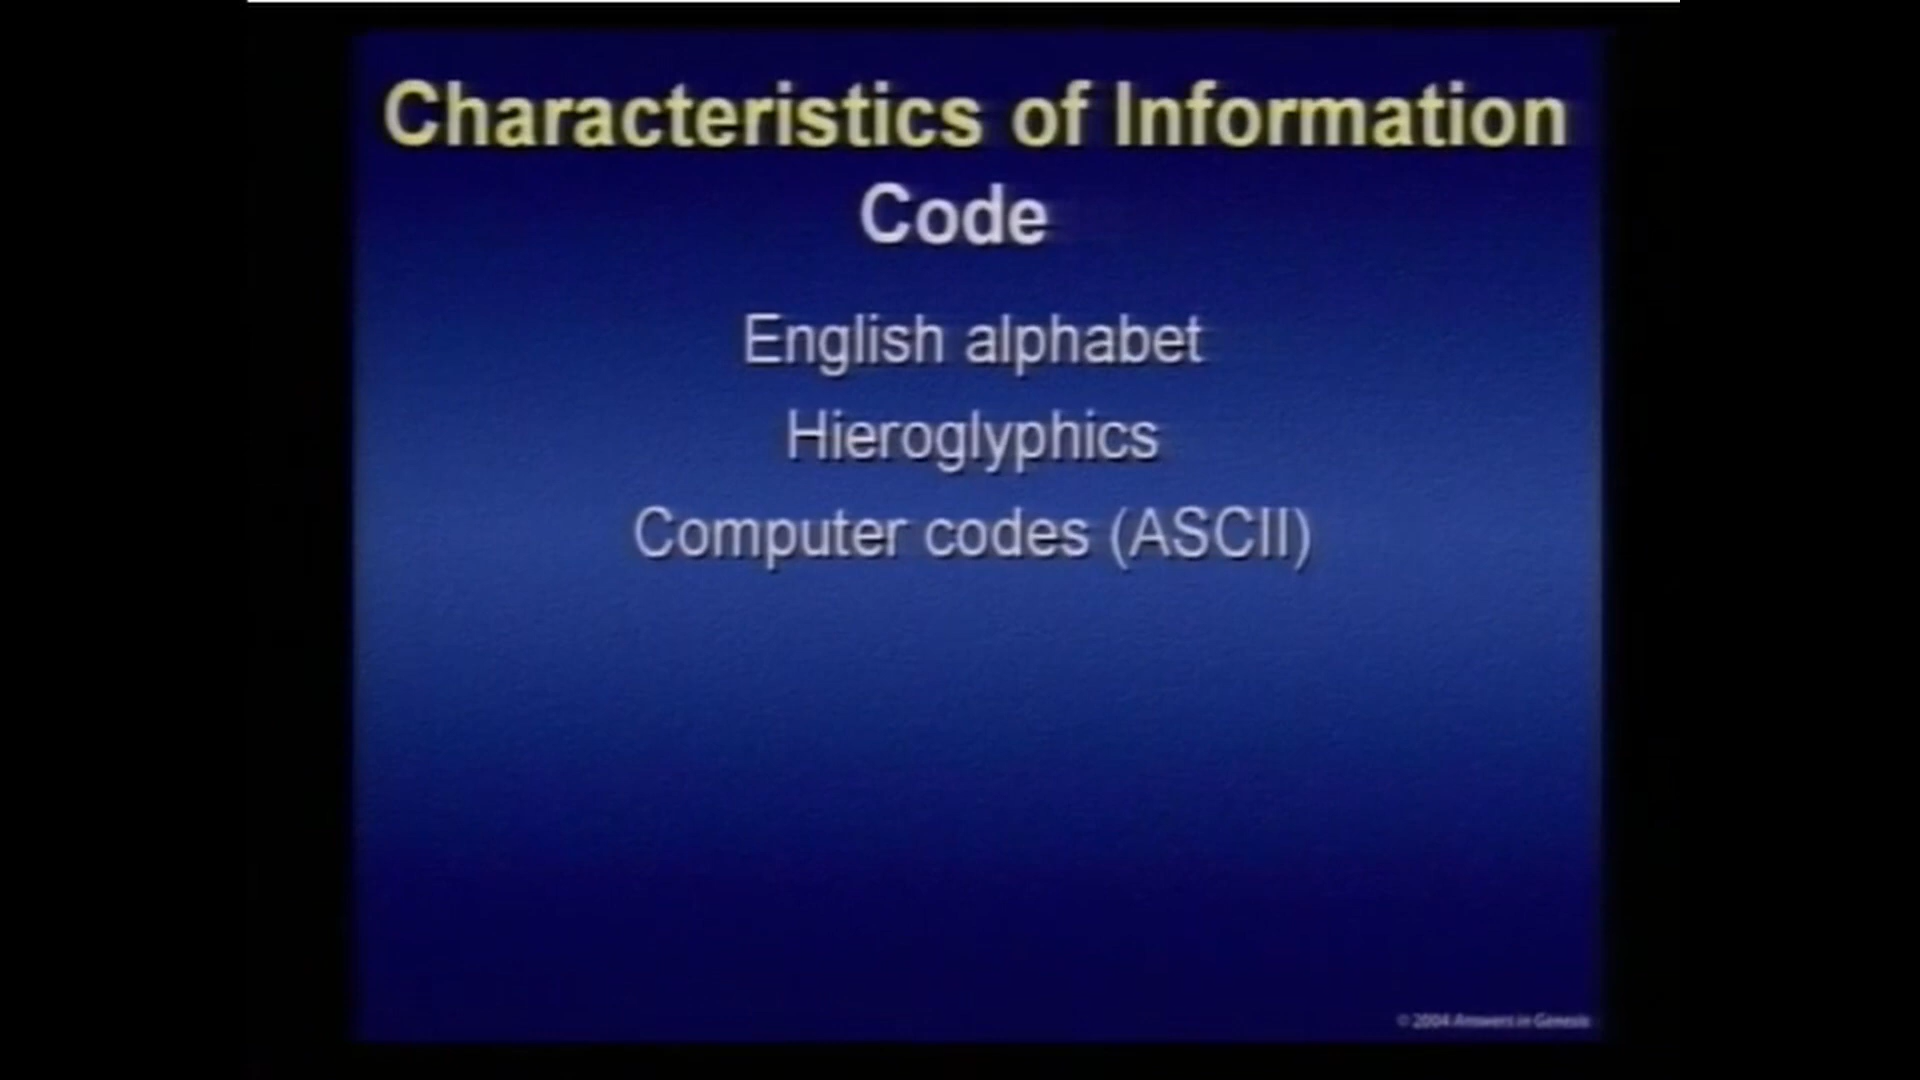 Characteristics of Information
Code
English alphabet
Hieroglyphics
Computer codes (ASCII)
© 2004 Answers in Genesis